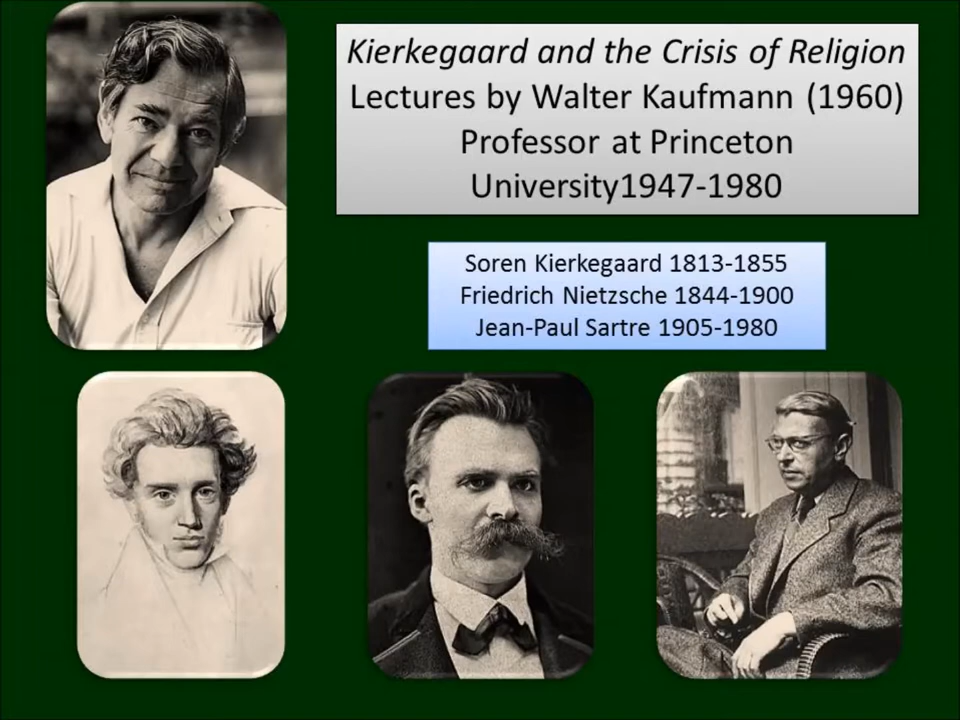 Kierkegaard and the Crisis of Religion
Lectures by Walter Kaufmann (1960)
Professor at Princeton
University1947-1980
Soren Kierkegaard 1813-1855
Friedrich Nietzsche 1844-1900
Jean-Paul Sartre 1905-1980